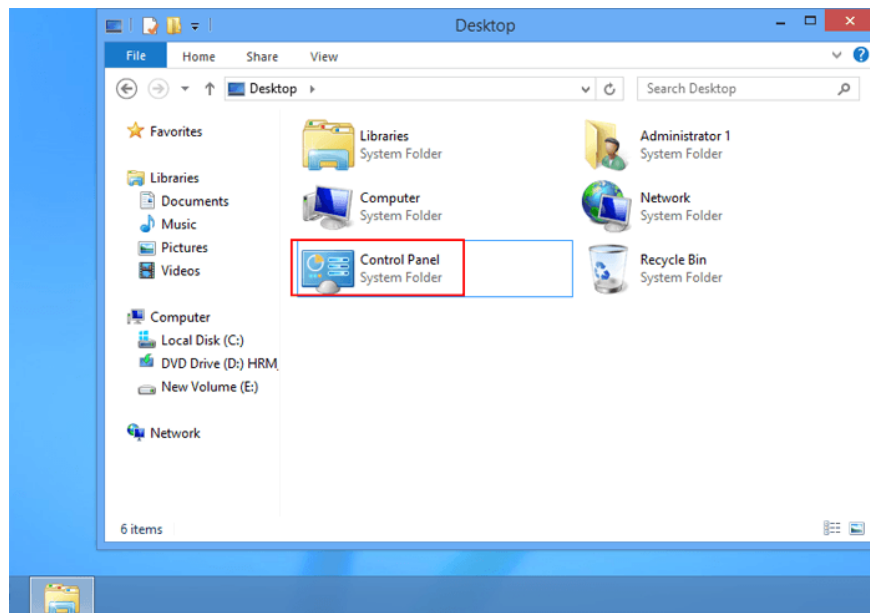 Desktop
File Home Share View
Desktop
Search Desktop
Favorites
Libraries
Documents
Music
Pictures
Videos
Computer
Local Disk (C:)
DVD Drive (D:) HRM_
New Volume (E:)
Network
Libraries
System Folder
Administrator 1
System Folder
Computer
System Folder
Network
System Folder
Control Panel
System Folder
Recycle Bin
System Folder
6 items